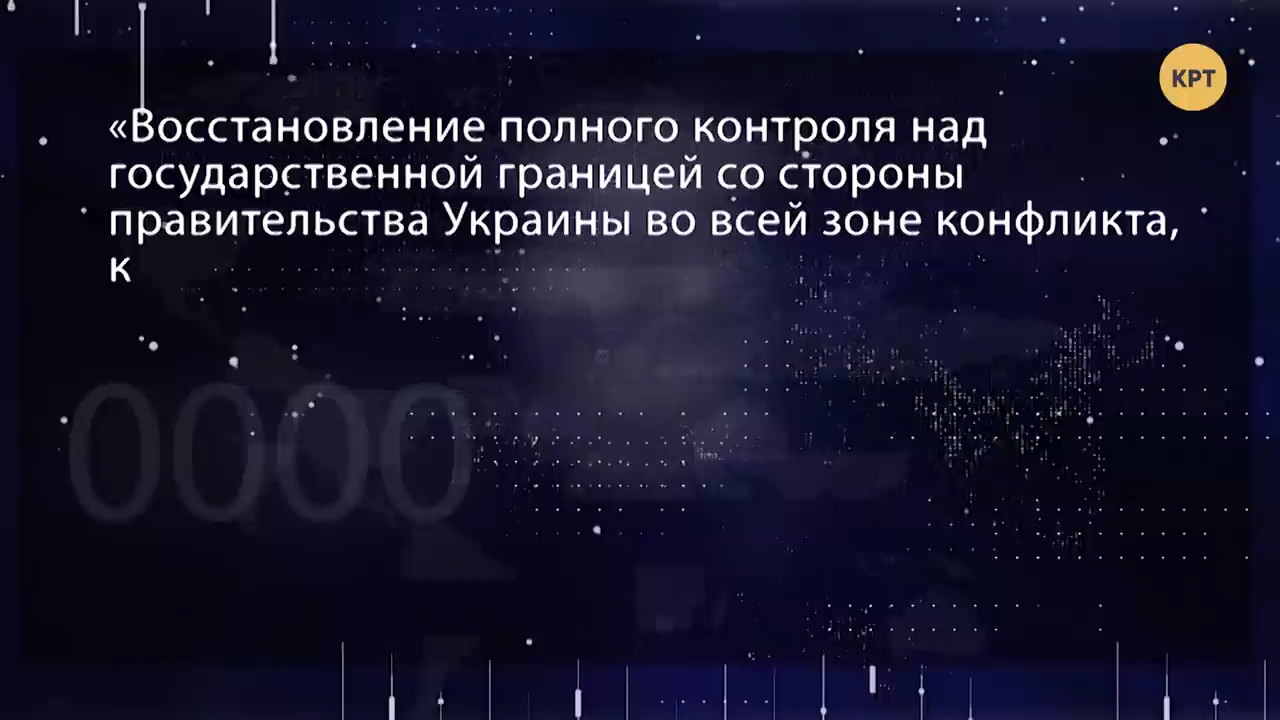 КРТ
«Восстановление полного контроля над
государственной границей со стороны
правительства Украины во всей зоне конфликта,
к
0000